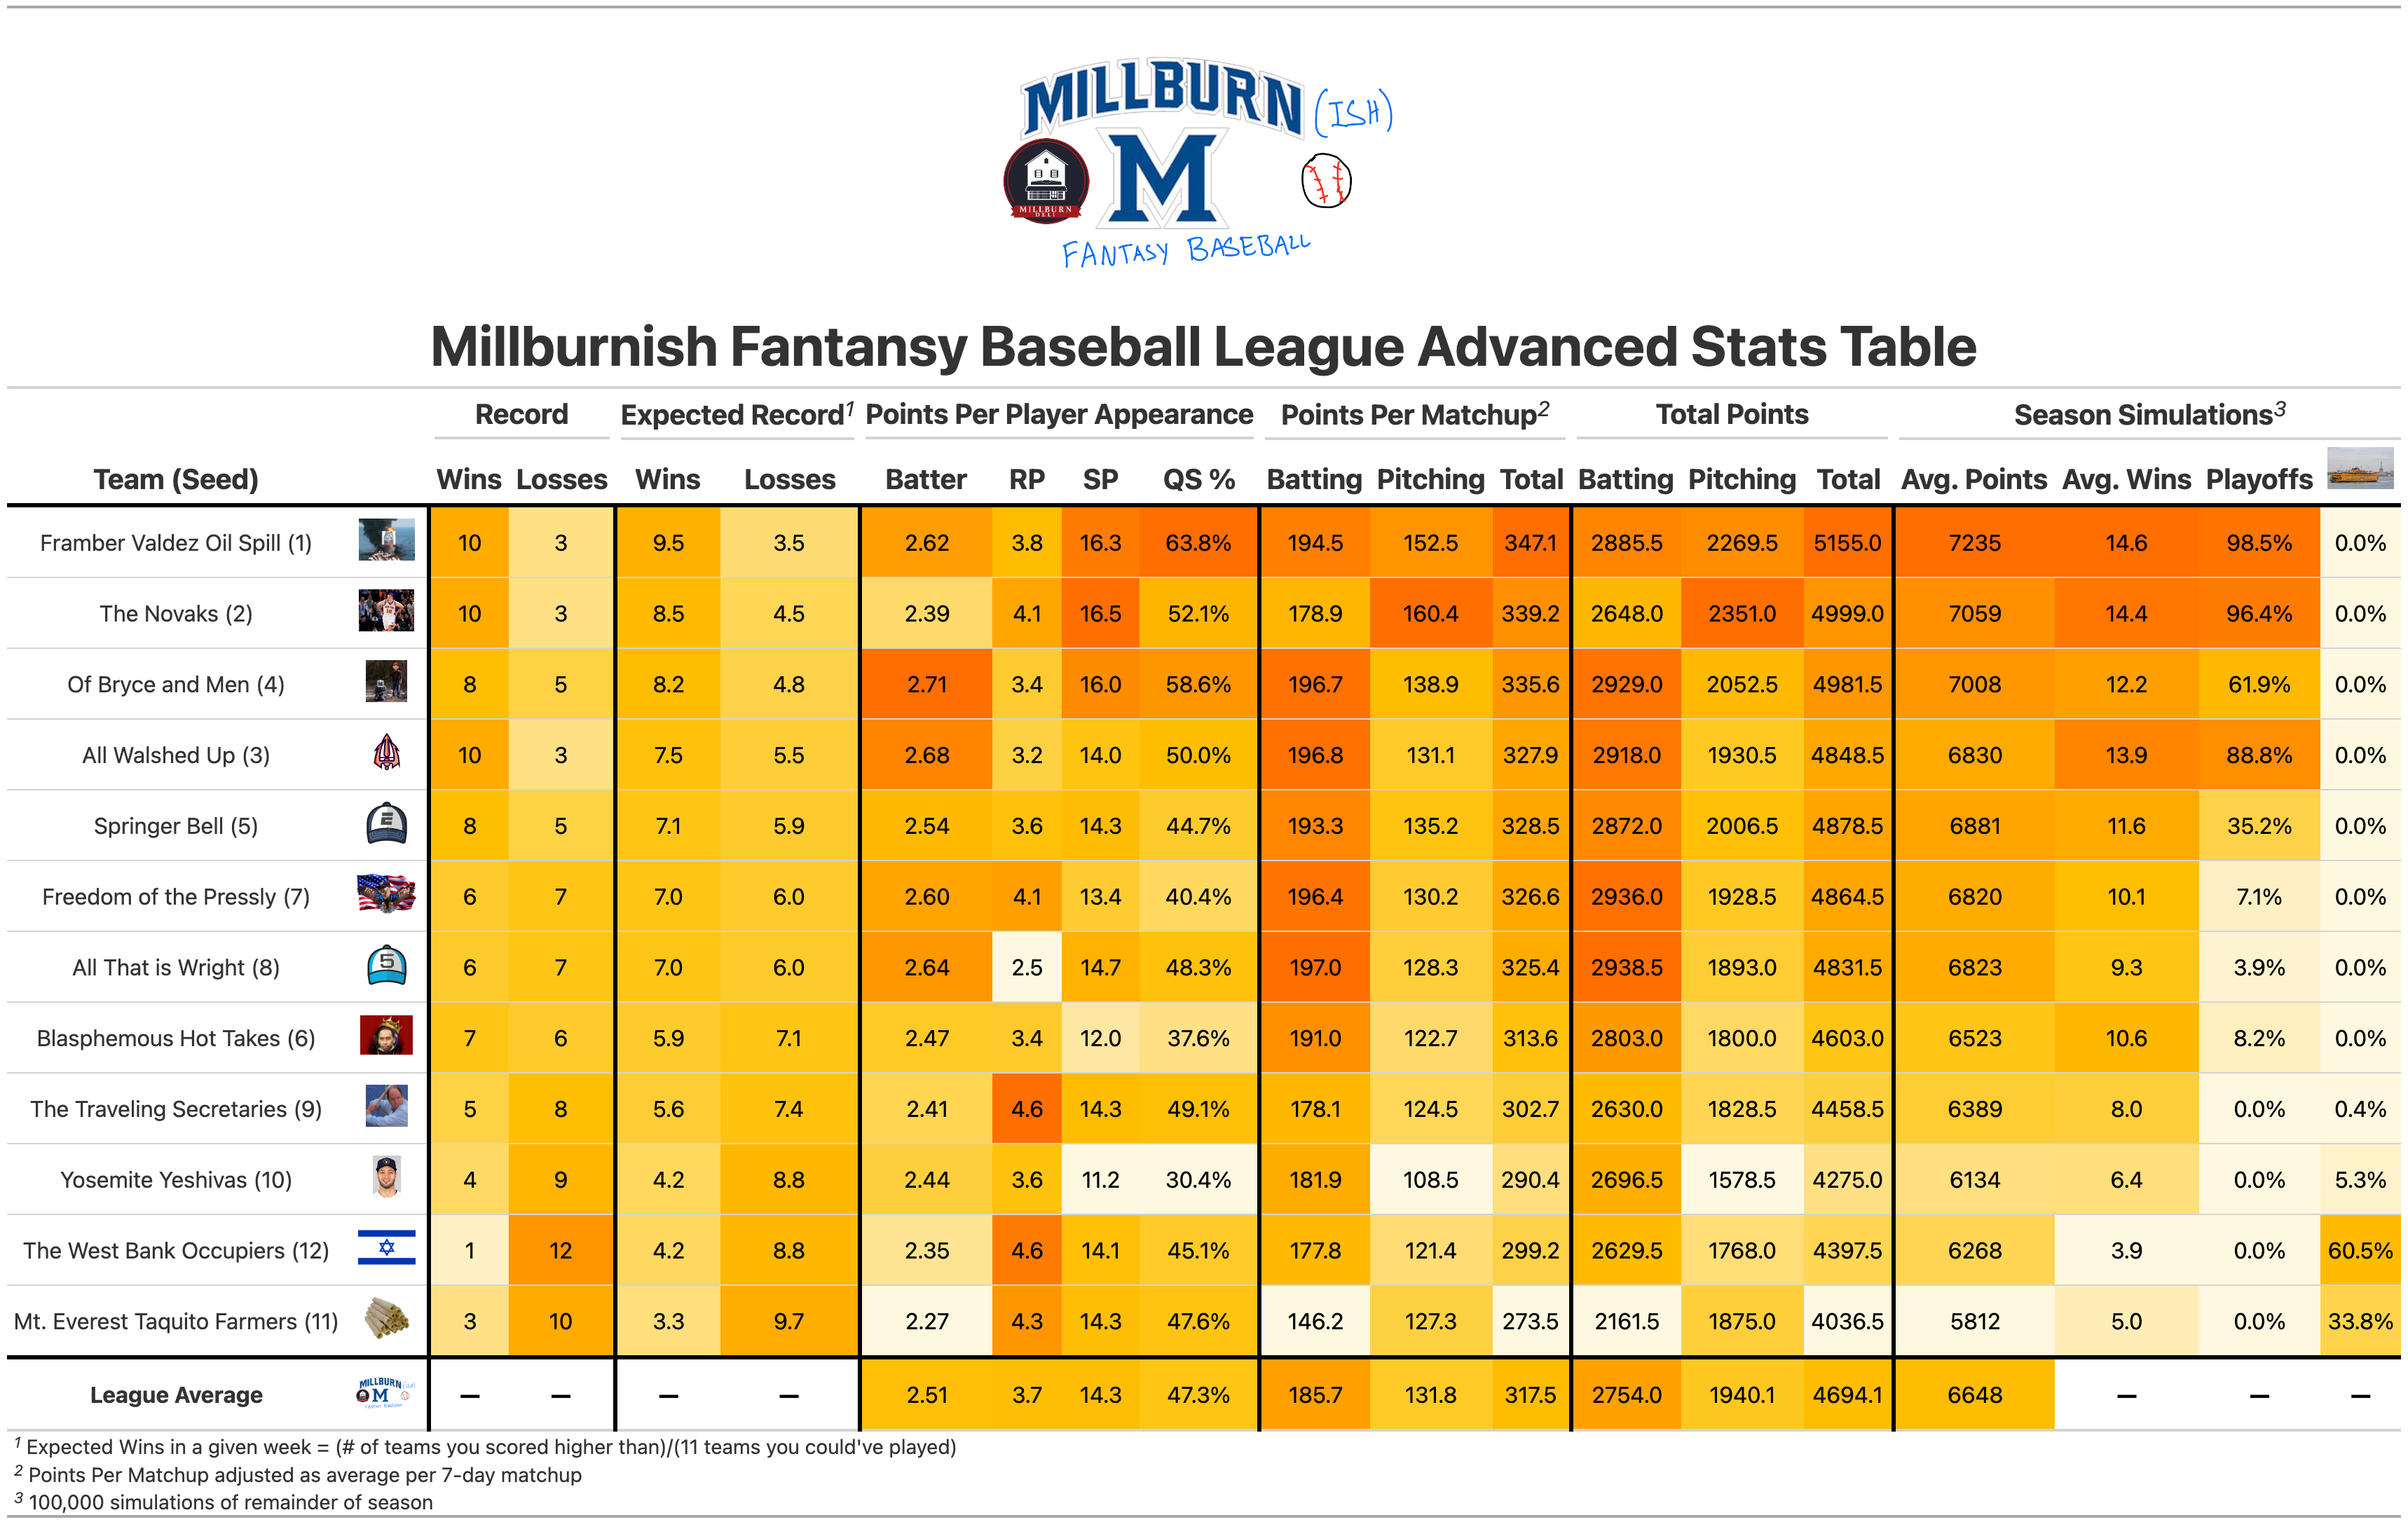 MILLBURN (ISH)
M
MILLBURN
DELI
FANTASY BASEBALL
Millburnish Fantansy Baseball League Advanced Stats Table
Record Expected Record¹ Points Per Player Appearance Points Per Matchup² Total Points Season Simulations³
Team (Seed) Wins Losses Wins Losses Batter RP SP QS % Batting Pitching Total Batting Pitching Total Avg. Points Avg. Wins Playoffs
Framber Valdez Oil Spill (1) 10 3 9.5 3.5 2.62 3.8 16.3 63.8% 194.5 152.5 347.1 2885.5 2269.5 5155.0 7235 14.6 98.5% 0.0%
The Novaks (2) 10 3 8.5 4.5 2.39 4.1 16.5 52.1% 178.9 160.4 339.2 2648.0 2351.0 4999.0 7059 14.4 96.4% 0.0%
Of Bryce and Men (4) 8 5 8.2 4.8 2.71 3.4 16.0 58.6% 196.7 138.9 335.6 2929.0 2052.5 4981.5 7008 12.2 61.9% 0.0%
All Walshed Up (3) 10 3 7.5 5.5 2.68 3.2 14.0 50.0% 196.8 131.1 327.9 2918.0 1930.5 4848.5 6830 13.9 88.8% 0.0%
Springer Bell (5) 8 5 7.1 5.9 2.54 3.6 14.3 44.7% 193.3 135.2 328.5 2872.0 2006.5 4878.5 6881 11.6 35.2% 0.0%
Freedom of the Pressly (7) 6 7 7.0 6.0 2.60 4.1 13.4 40.4% 196.4 130.2 326.6 2936.0 1928.5 4864.5 6820 10.1 7.1% 0.0%
All That is Wright (8) 5 6 7 7.0 6.0 2.64 2.5 14.7 48.3% 197.0 128.3 325.4 2938.5 1893.0 4831.5 6823 9.3 3.9% 0.0%
Blasphemous Hot Takes (6) 7 6 5.9 7.1 2.47 3.4 12.0 37.6% 191.0 122.7 313.6 2803.0 1800.0 4603.0 6523 10.6 8.2% 0.0%
The Traveling Secretaries (9) 5 8 5.6 7.4 2.41 4.6 14.3 49.1% 178.1 124.5 302.7 2630.0 1828.5 4458.5 6389 8.0 0.0% 0.4%
Yosemite Yeshivas (10) 4 9 4.2 8.8 2.44 3.6 11.2 30.4% 181.9 108.5 290.4 2696.5 1578.5 4275.0 6134 6.4 0.0% 5.3%
The West Bank Occupiers (12) 1 12 4.2 8.8 2.35 4.6 14.1 45.1% 177.8 121.4 299.2 2629.5 1768.0 4397.5 6268 3.9 0.0% 60.5%
Mt. Everest Taquito Farmers (11) 3 10 3.3 9.7 2.27 4.3 14.3 47.6% 146.2 127.3 273.5 2161.5 1875.0 4036.5 5812 5.0 0.0% 33.8%
League Average MILLBURN M — — — — 2.51 3.7 14.3 47.3% 185.7 131.8 317.5 2754.0 1940.1 4694.1 6648 — — —
¹ Expected Wins in a given week = (# of teams you scored higher than)/(11 teams you could've played)
² Points Per Matchup adjusted as average per 7-day matchup
³ 100,000 simulations of remainder of season